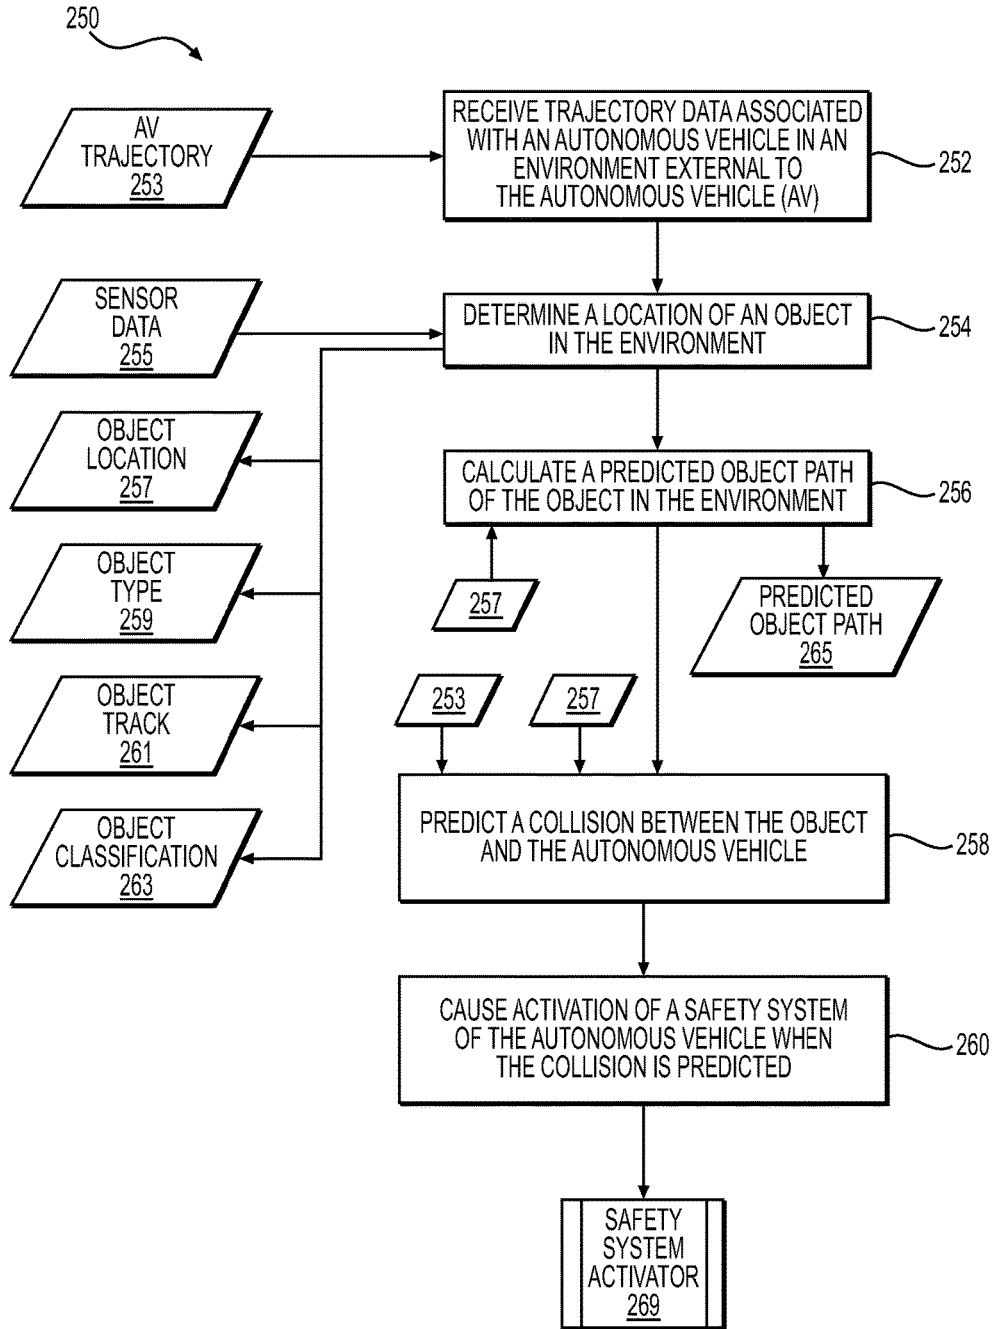 250
AV
TRAJECTORY
253
RECEIVE TRAJECTORY DATA ASSOCIATED
WITH AN AUTONOMOUS VEHICLE IN AN
ENVIRONMENT EXTERNAL TO
THE AUTONOMOUS VEHICLE (AV)
252
SENSOR
DATA
255
DETERMINE A LOCATION OF AN OBJECT
IN THE ENVIRONMENT
254
OBJECT
LOCATION
257
CALCULATE A PREDICTED OBJECT PATH
OF THE OBJECT IN THE ENVIRONMENT
256
OBJECT
TYPE
259
257
PREDICTED
OBJECT PATH
265
OBJECT
TRACK
261
253
257
OBJECT
CLASSIFICATION
263
PREDICT A COLLISION BETWEEN THE OBJECT
AND THE AUTONOMOUS VEHICLE
258
CAUSE ACTIVATION OF A SAFETY SYSTEM
OF THE AUTONOMOUS VEHICLE WHEN
THE COLLISION IS PREDICTED
260
SAFETY
SYSTEM
ACTIVATOR
269